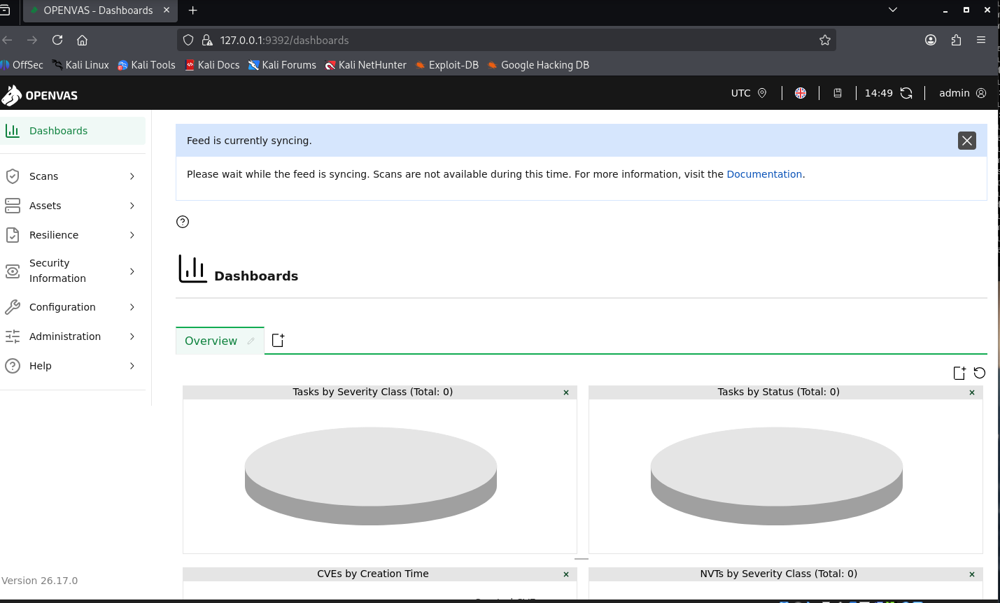 OPENVAS - Dashboards
127.0.0.1:9392/dashboards
OffSec Kali Linux Kali Tools Kali Docs Kali Forums Kali NetHunter Exploit-DB Google Hacking DB
OPENVAS UTC 14:49 admin
Dashboards
Scans
Assets
Resilience
Security
Information
Configuration
Administration
Help
Version 26.17.0
Feed is currently syncing.
Please wait while the feed is syncing. Scans are not available during this time. For more information, visit the Documentation.
Dashboards
Overview
Tasks by Severity Class (Total: 0)
Tasks by Status (Total: 0)
CVEs by Creation Time
NVTs by Severity Class (Total: 0)